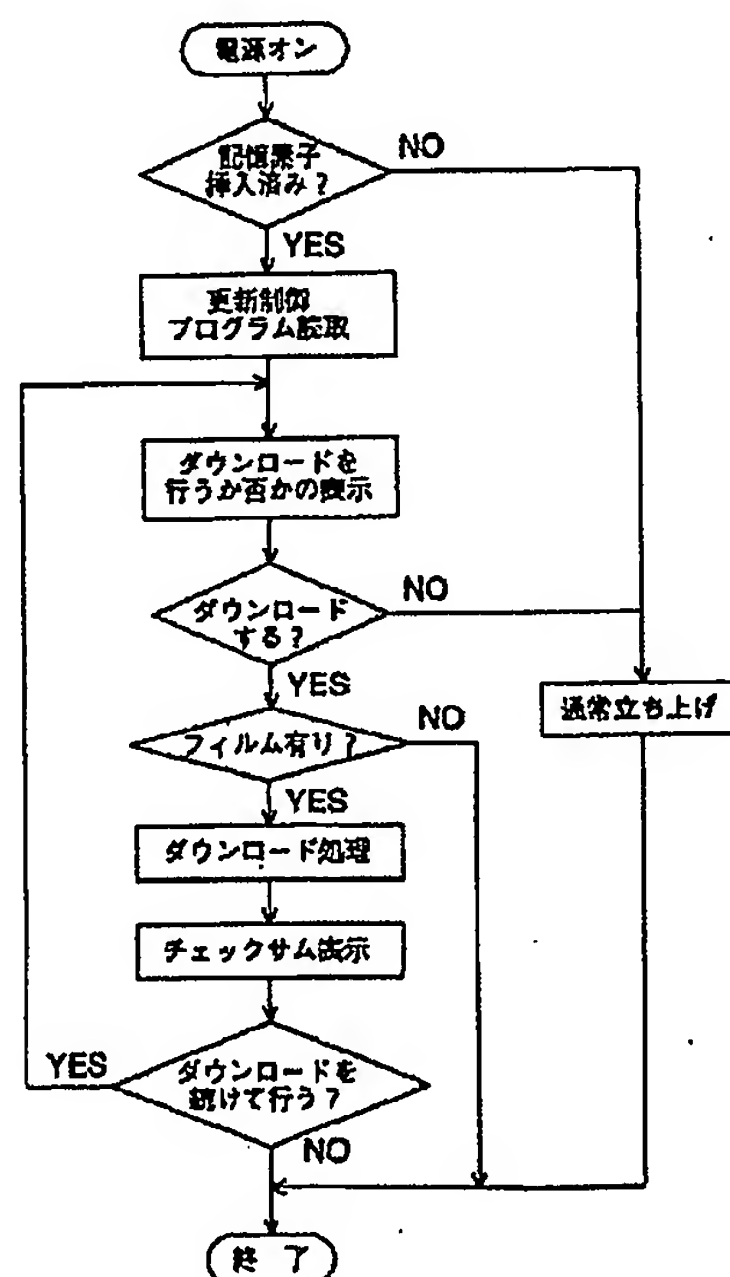 電源オン
記憶素子
挿入済み?
NO
YES
更新制御
プログラム読取
ダウンロードを
行うか否かの表示
ダウンロード
する?
NO
YES
通常立ち上げ
フィルム有り?
NO
YES
ダウンロード処理
チェックサム表示
YES
ダウンロードを
続けて行う?
NO
終 了